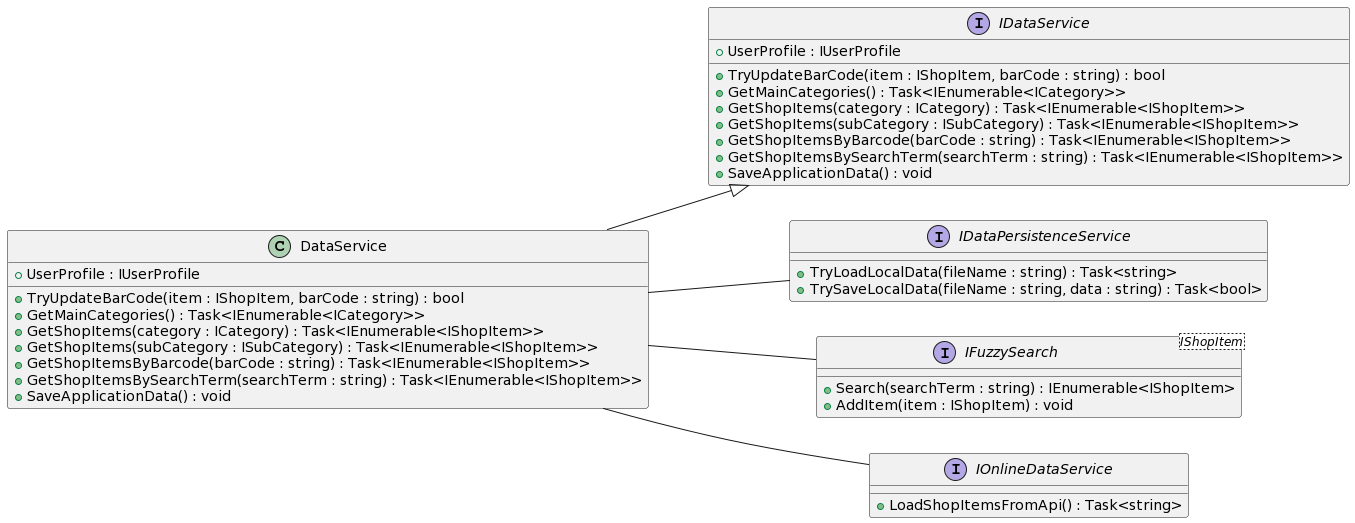 I IDataService
UserProfile : IUserProfile
TryUpdateBarCode(item : IShopItem, barCode : string) : bool
GetMainCategories() : Task<IEnumerable<ICategory>>
GetShopItems(category : ICategory) : Task<IEnumerable<IShopItem>>
GetShopItems(subCategory : ISubCategory) : Task<IEnumerable<IShopItem>>
GetShopItemsByBarcode(barCode : string) : Task<IEnumerable<IShopItem>>
GetShopItemsBySearchTerm(searchTerm : string) : Task<IEnumerable<IShopItem>>
SaveApplicationData() : void
C DataService
UserProfile : IUserProfile
TryUpdateBarCode(item : IShopItem, barCode : string) : bool
GetMainCategories() : Task<IEnumerable<ICategory>>
GetShopItems(category : ICategory) : Task<IEnumerable<IShopItem>>
GetShopItems(subCategory : ISubCategory) : Task<IEnumerable<IShopItem>>
GetShopItemsByBarcode(barCode : string) : Task<IEnumerable<IShopItem>>
GetShopItemsBySearchTerm(searchTerm : string) : Task<IEnumerable<IShopItem>>
SaveApplicationData() : void
I IDataPersistenceService
TryLoadLocalData(fileName : string) : Task<string>
TrySaveLocalData(fileName : string, data : string) : Task<bool>
I IFuzzySearch
IShopItem
Search(searchTerm : string) : IEnumerable<IShopItem>
AddItem(item : IShopItem) : void
I IOnlineDataService
LoadShopItemsFromApi() : Task<string>